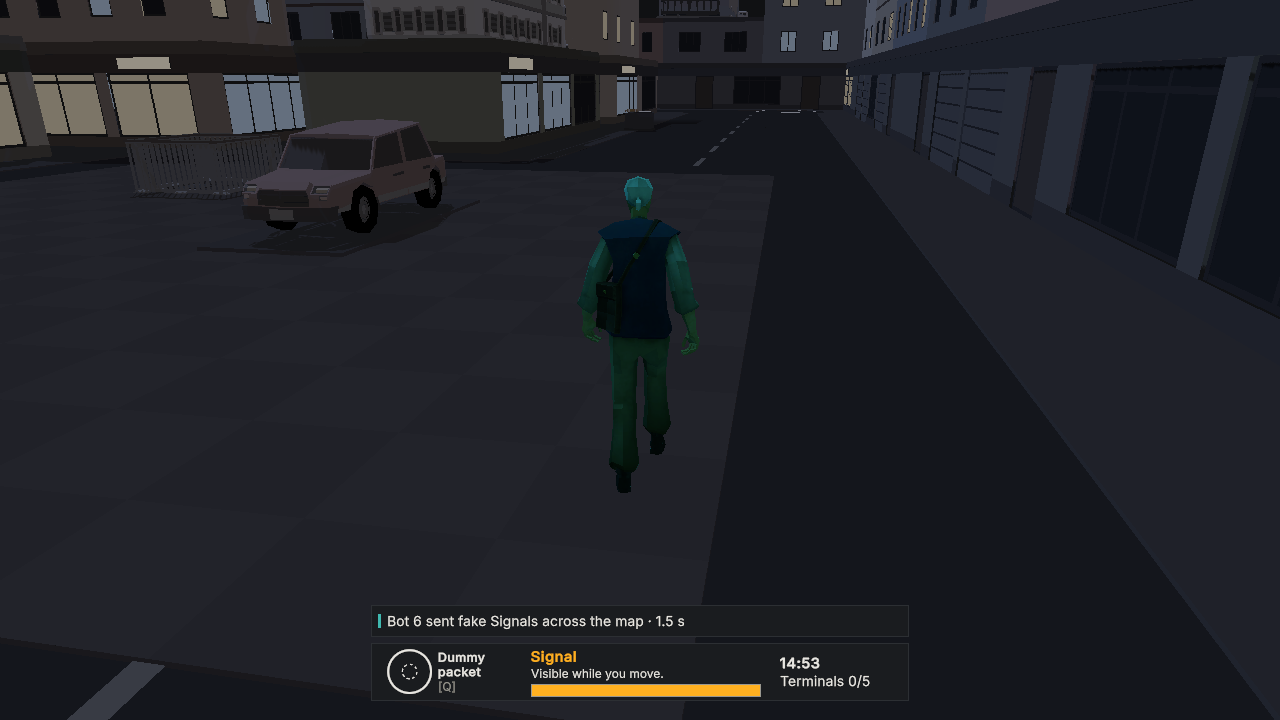 Bot 6 sent fake Signals across the map · 1.5 s
Dummy packet
[Q]
Signal
Visible while you move.
14:53
Terminals 0/5